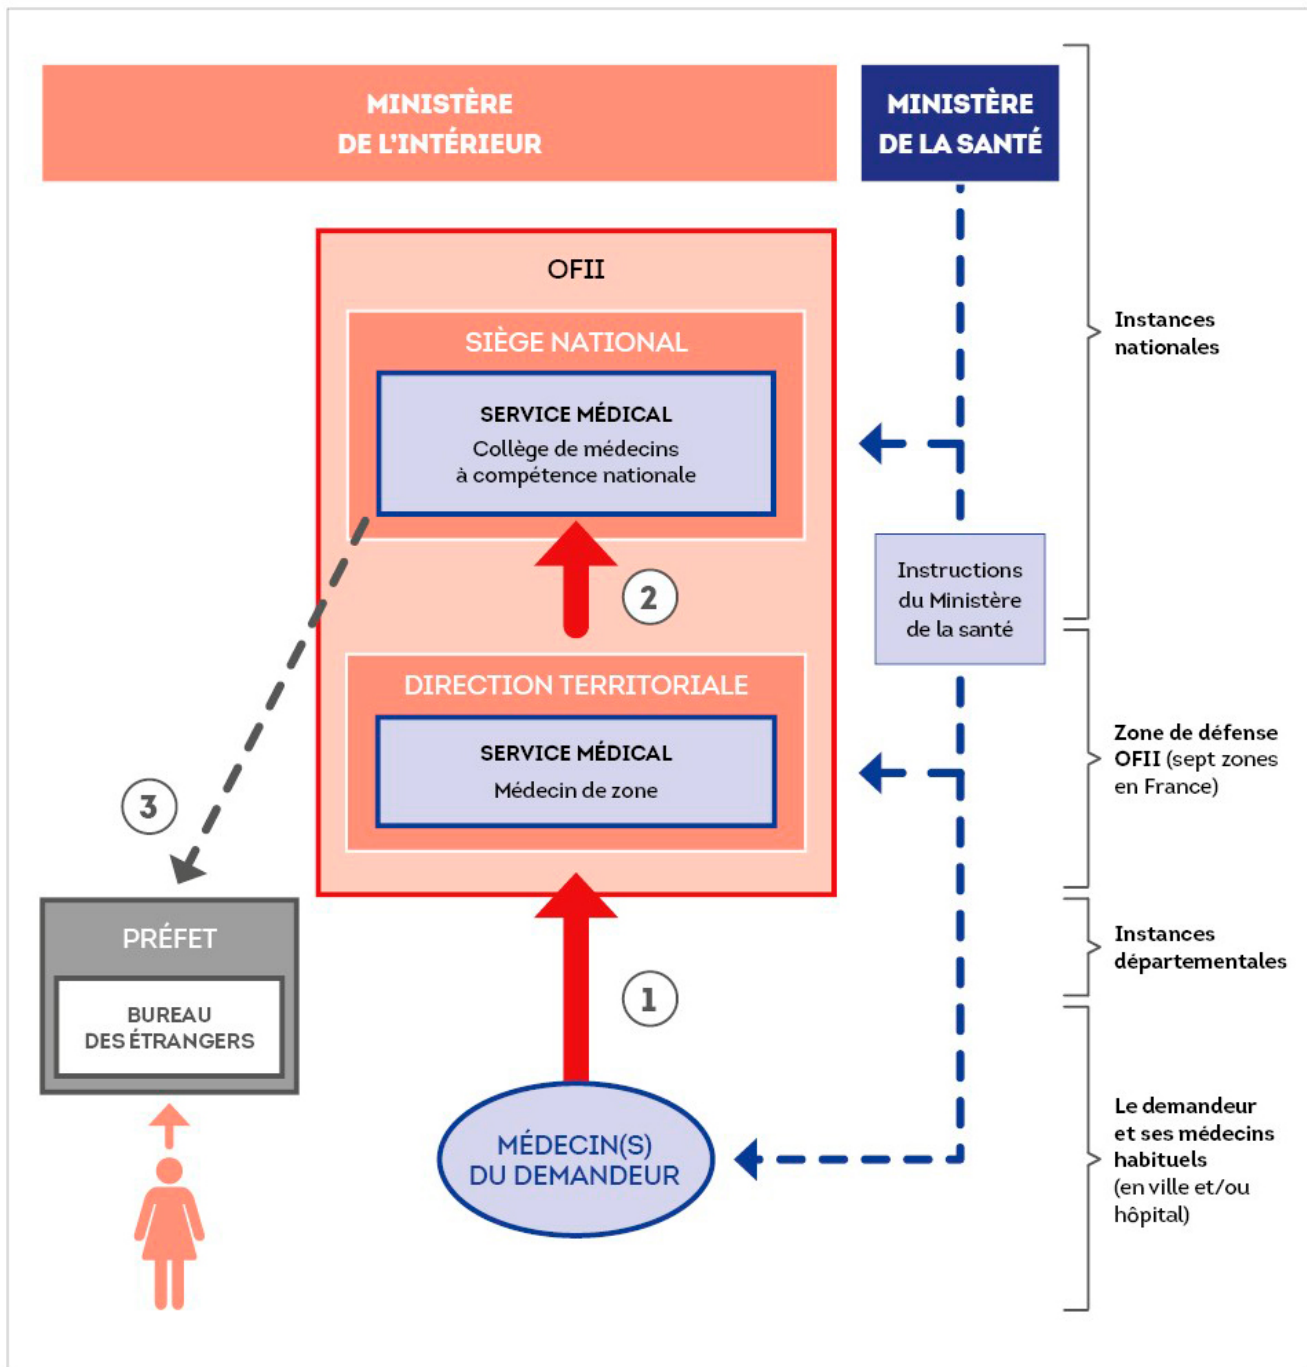 MINISTÈRE
DE L'INTÉRIEUR
MINISTÈRE
DE LA SANTÉ
OFII
SIÈGE NATIONAL
SERVICE MÉDICAL
Collège de médecins
à compétence nationale
Instances
nationales
2
Instructions
du Ministère
de la santé
DIRECTION TERRITORIALE
SERVICE MÉDICAL
Médecin de zone
Zone de défense
OFII (sept zones
en France)
3
PRÉFET
BUREAU
DES ÉTRANGERS
1
Instances
départementales
MÉDECIN(S)
DU DEMANDEUR
Le demandeur
et ses médecins
habituels
(en ville et/ou
hôpital)